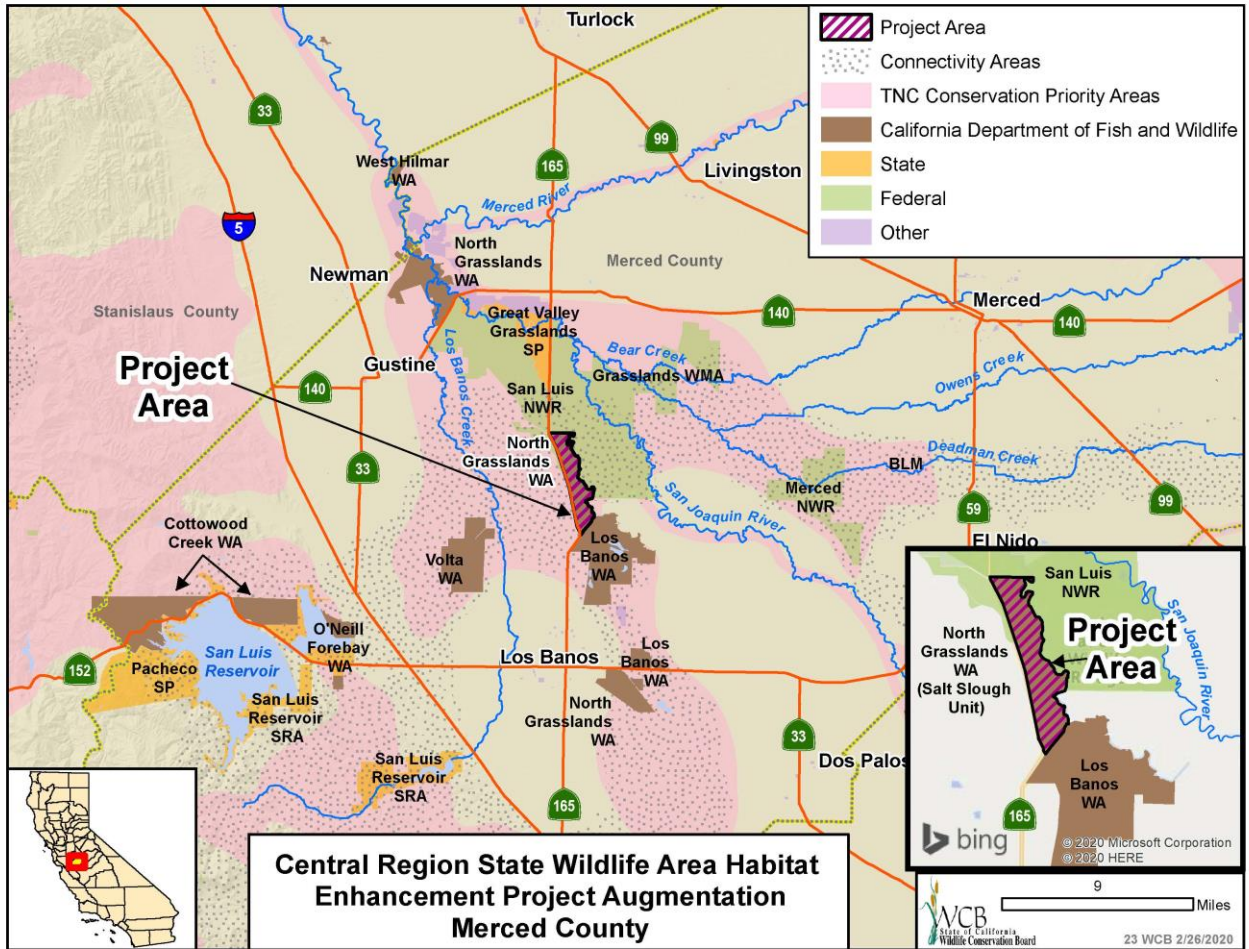 Turlock
Project Area
Connectivity Areas
TNC Conservation Priority Areas
California Department of Fish and Wildlife
State
Federal
Other
33
99
165
5
West Hilmar
WA
Livingston
Merced River
North
Grasslands
WA
Newman
Merced County
Stanislaus County
Merced
140
140
Great Valley
Grasslands
SP
Los Banos Creek
Gustine
Bear Creek
Grasslands WMA
Owens Creek
Project
Area
140
San Luis
NWR
North
Grasslands
WA
33
Deadman Creek
BLM
Merced
NWR
San Joaquin River
59
99
El Nido
Cottowood
Creek WA
Volta
WA
Los
Banos
WA
O'Neill
Forebay
WA
San Luis
Reservoir
152
Pacheco
SP
San Luis
Reservoir
SRA
Los Banos
Los
Banos
WA
North
Grasslands
WA
33
Dos Palos
San Luis
Reservoir
SRA
165
San Luis
NWR
San Joaquin River
North
Grasslands
WA
(Salt Slough
Unit)
Project
Area
Los
Banos
WA
165
bing
© 2020 Microsoft Corporation
© 2020 HERE
Central Region State Wildlife Area Habitat
Enhancement Project Augmentation
Merced County
WCB
State of California
Wildlife Conservation Board
9
Miles
23 WCB 2/26/2020